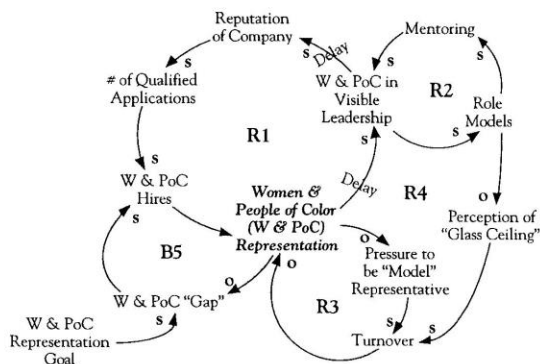 Reputation
of Company
Delay
s
s
Mentoring
s
s
# of Qualified
Applications
W & PoC in
Visible
Leadership
R2
Role
Models
s
s
R1
s
W & PoC
Hires
s
Delay
R4
o
Women &
People of Color
(W & PoC)
Representation
Perception of
"Glass Ceiling"
B5
o
o
o
Pressure to
be "Model"
Representative
W & PoC "Gap"
s
R3
s
s
W & PoC
Representation
Goal
Turnover